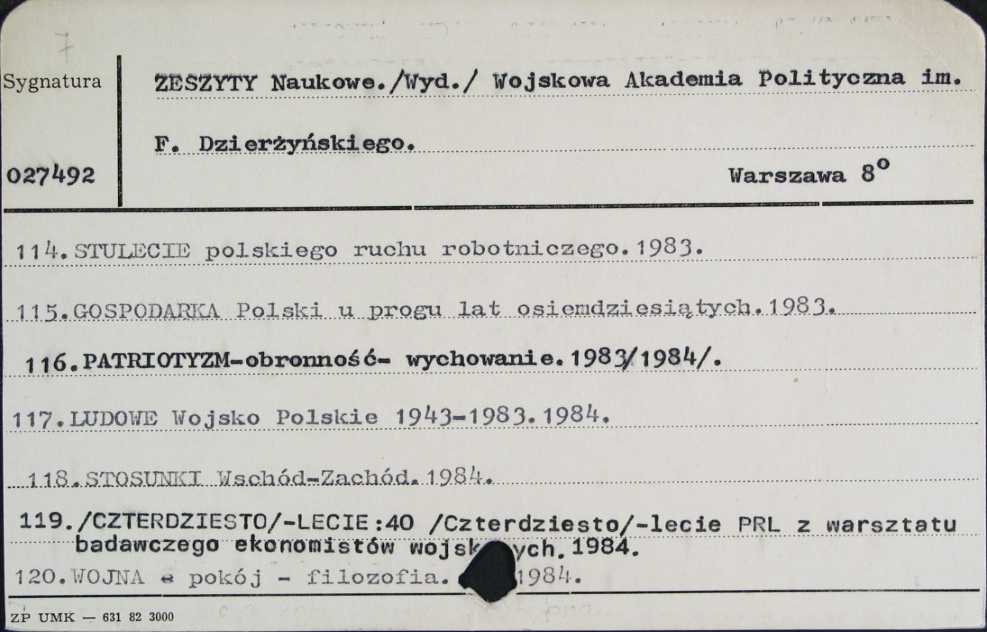 7
Sygnatura
ZESZYTY Naukowe./Wyd./ Wojskowa Akademia Polityczna im.
F. Dzierżyńskiego.
027492
Warszawa 8°
114. STULECIE polskiego ruchu robotniczego. 1983.
115. GOSPODARKA Polski u progu lat osiemdziesiątych. 1983.
116. PATRIOTYZM-obronność- wychowanie. 1983/1984/.
117. LUDOWE Wojsko Polskie 1943-1983. 1984.
118. STOSUNKI Wschód-Zachód. 1984.
119. /CZTERDZIESTO/-LECIE:40 /Czterdziesto/-lecie PRL z warsztatu
badawczego ekonomistów 1984.
120. WOJNA a pokój - filozofia. 1984.
ZP UMK — 631 82 3000